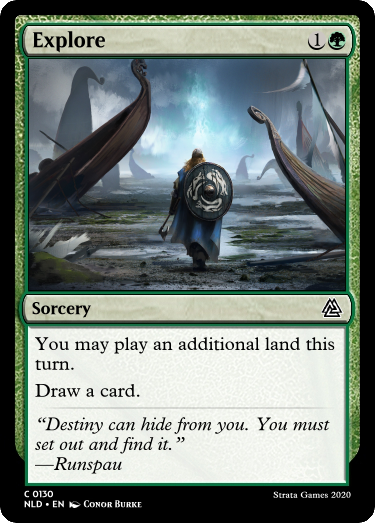 Explore 1
Sorcery
You may play an additional land this
turn.
Draw a card.
“Destiny can hide from you. You must
set out and find it.”
—Runspau
C 0130
NLD • EN Conor Burke
Strata Games 2020